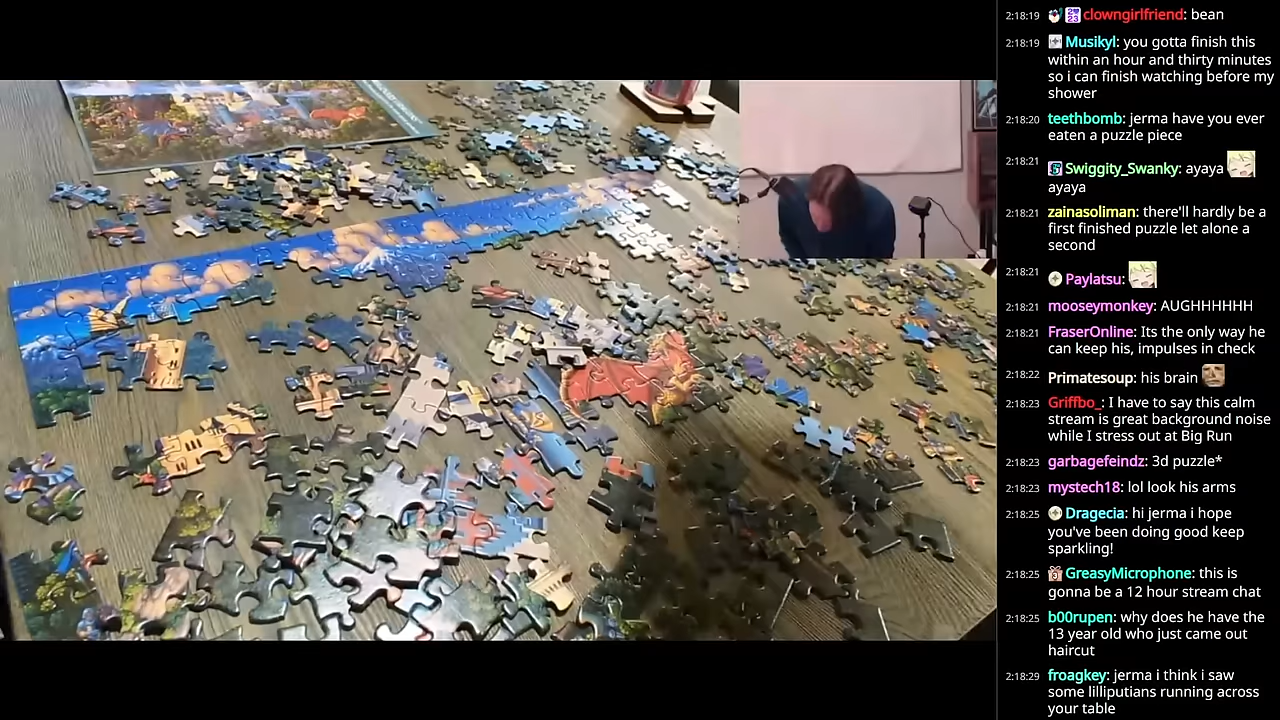 2:18:19 clowngirlfriend: bean
2:18:19 Musikyl: you gotta finish this
within an hour and thirty minutes
so i can finish watching before my
shower
2:18:20 teethbomb: jerma have you ever
eaten a puzzle piece
2:18:21 Swiggity_Swanky: ayaya
ayaya
2:18:21 zainasoliman: there'll hardly be a
first finished puzzle let alone a
second
2:18:21 Paylatsu:
2:18:21 mooseymonkey: AUGHHHHHH
2:18:21 FraserOnline: Its the only way he
can keep his, impulses in check
2:18:22 Primatesoup: his brain
2:18:23 Griffbo_: I have to say this calm
stream is great background noise
while I stress out at Big Run
2:18:23 garbagefeindz: 3d puzzle*
2:18:23 mystech18: lol look his arms
2:18:25 Dragecia: hi jerma i hope
you've been doing good keep
sparkling!
2:18:25 GreasyMicrophone: this is
gonna be a 12 hour stream chat
2:18:25 b00rupen: why does he have the
13 year old who just came out
haircut
2:18:29 froagkey: jerma i think i saw
some lilliputians running across
your table